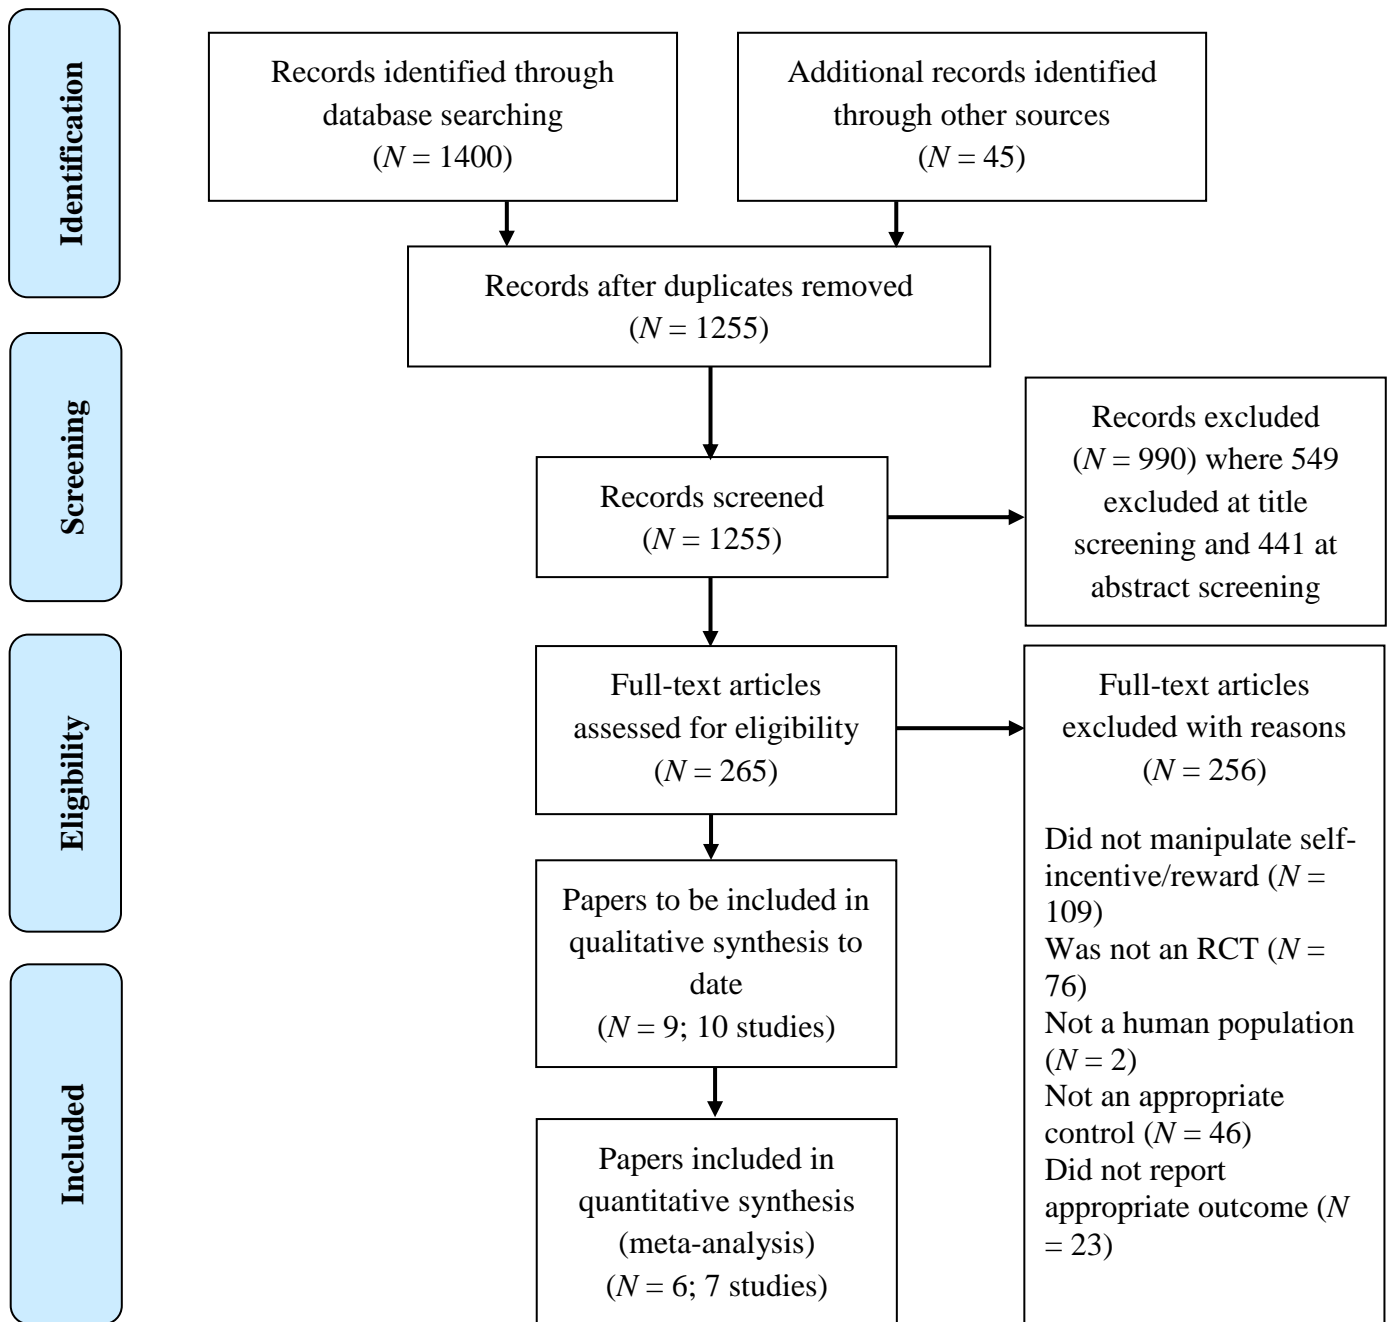 Identification
Records identified through
database searching
(N = 1400)
Additional records identified
through other sources
(N = 45)
Records after duplicates removed
(N = 1255)
Screening
Records screened
(N = 1255)
Records excluded
(N = 990) where 549
excluded at title
screening and 441 at
abstract screening
Eligibility
Full-text articles
assessed for eligibility
(N = 265)
Full-text articles
excluded with reasons
(N = 256)
Did not manipulate self-
incentive/reward (N =
109)
Was not an RCT (N =
76)
Not a human population
(N = 2)
Not an appropriate
control (N = 46)
Did not report
appropriate outcome (N
= 23)
Papers to be included in
qualitative synthesis to
date
(N = 9; 10 studies)
Included
Papers included in
quantitative synthesis
(meta-analysis)
(N = 6; 7 studies)